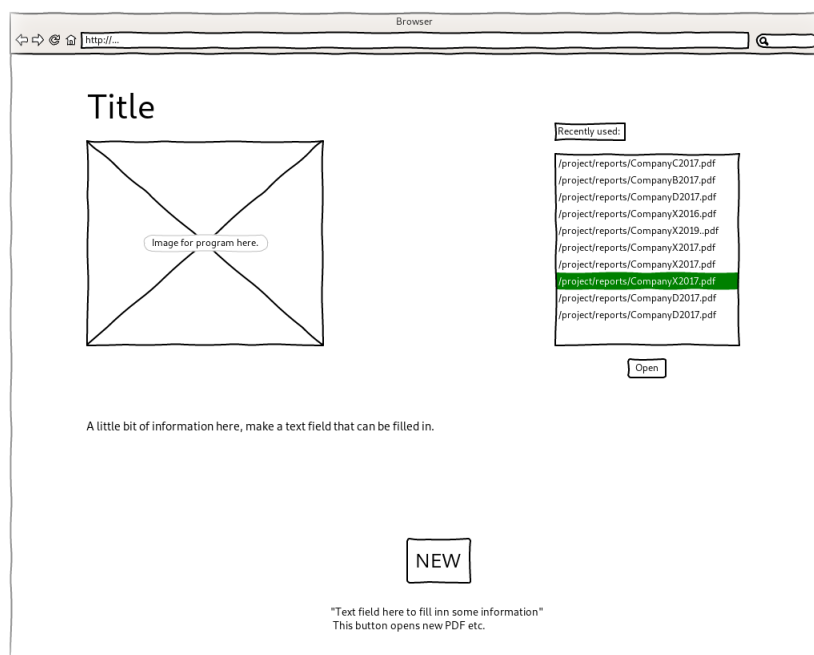 Browser
http://...
Title
Recently used:
/project/reports/CompanyC2017.pdf
/project/reports/CompanyB2017.pdf
/project/reports/CompanyD2017.pdf
/project/reports/CompanyX2016.pdf
/project/reports/CompanyX2019..pdf
/project/reports/CompanyX2017.pdf
/project/reports/CompanyX2017.pdf
/project/reports/CompanyX2017.pdf
/project/reports/CompanyD2017.pdf
/project/reports/CompanyD2017.pdf
Image for program here.
Open
A little bit of information here, make a text field that can be filled in.
NEW
"Text field here to fill inn some information"
This button opens new PDF etc.